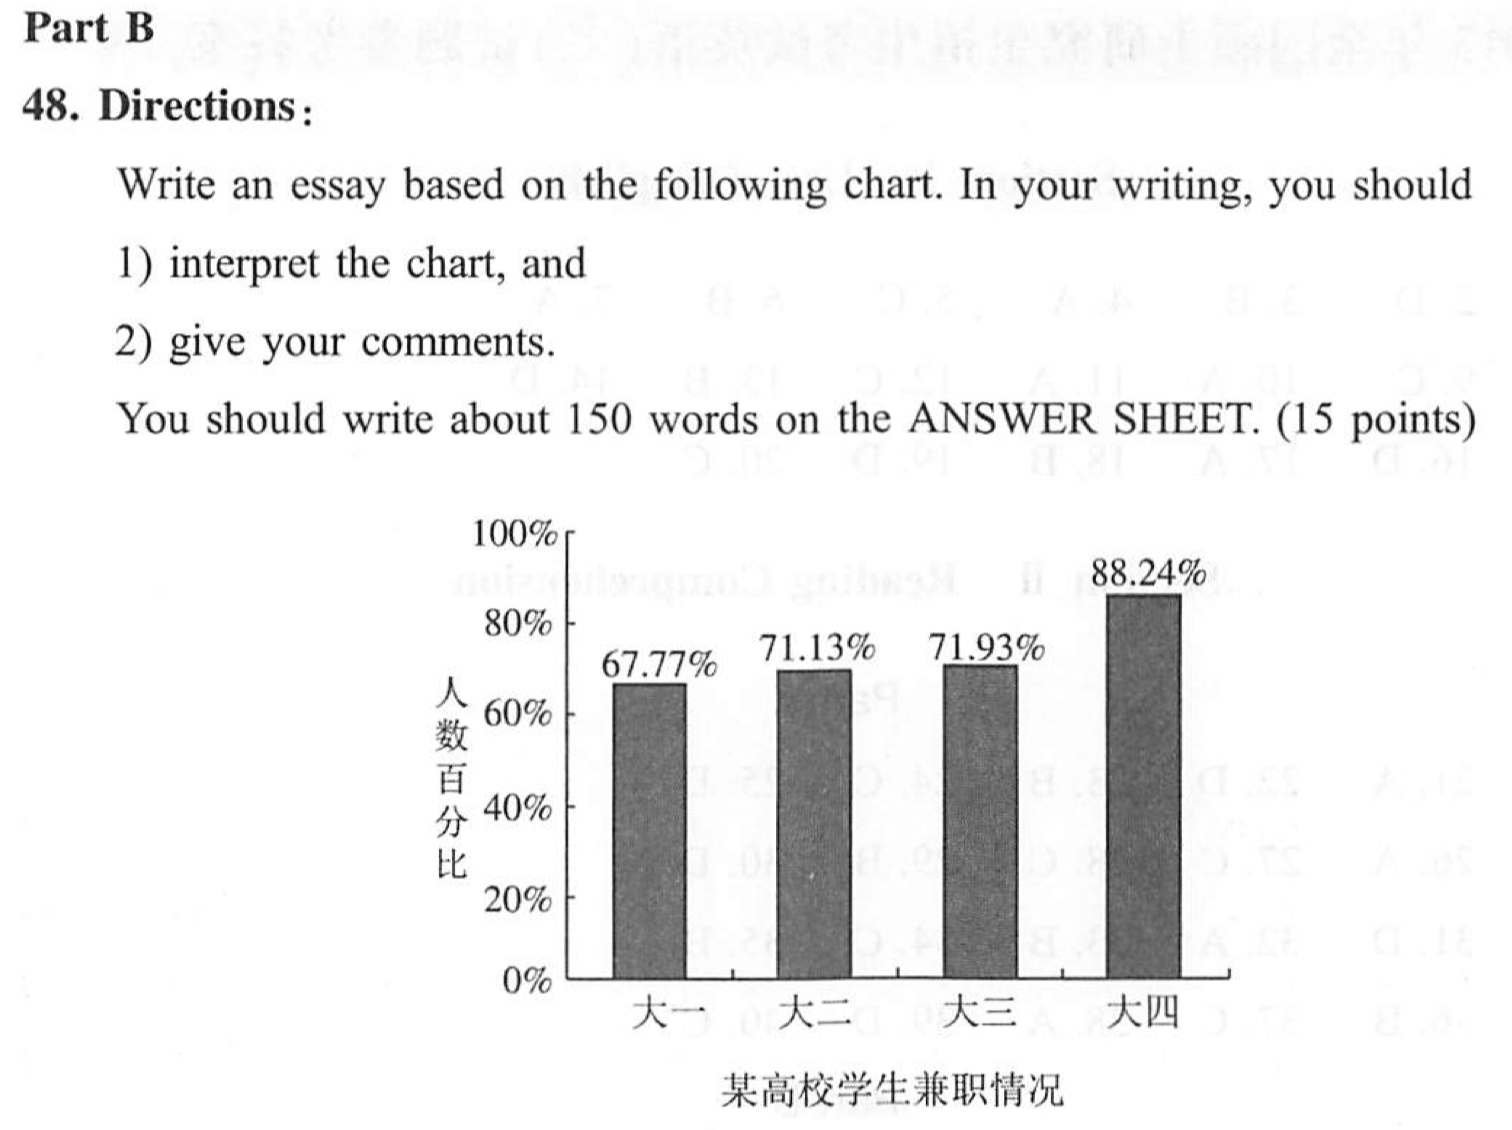 Part B
48. Directions:
Write an essay based on the following chart. In your writing, you should
1) interpret the chart, and
2) give your comments.
You should write about 150 words on the ANSWER SHEET. (15 points)
100%
80%
60%
40%
20%
0%
人数百分比
67.77%
71.13%
71.93%
88.24%
大一
大二
大三
大四
某高校学生兼职情况